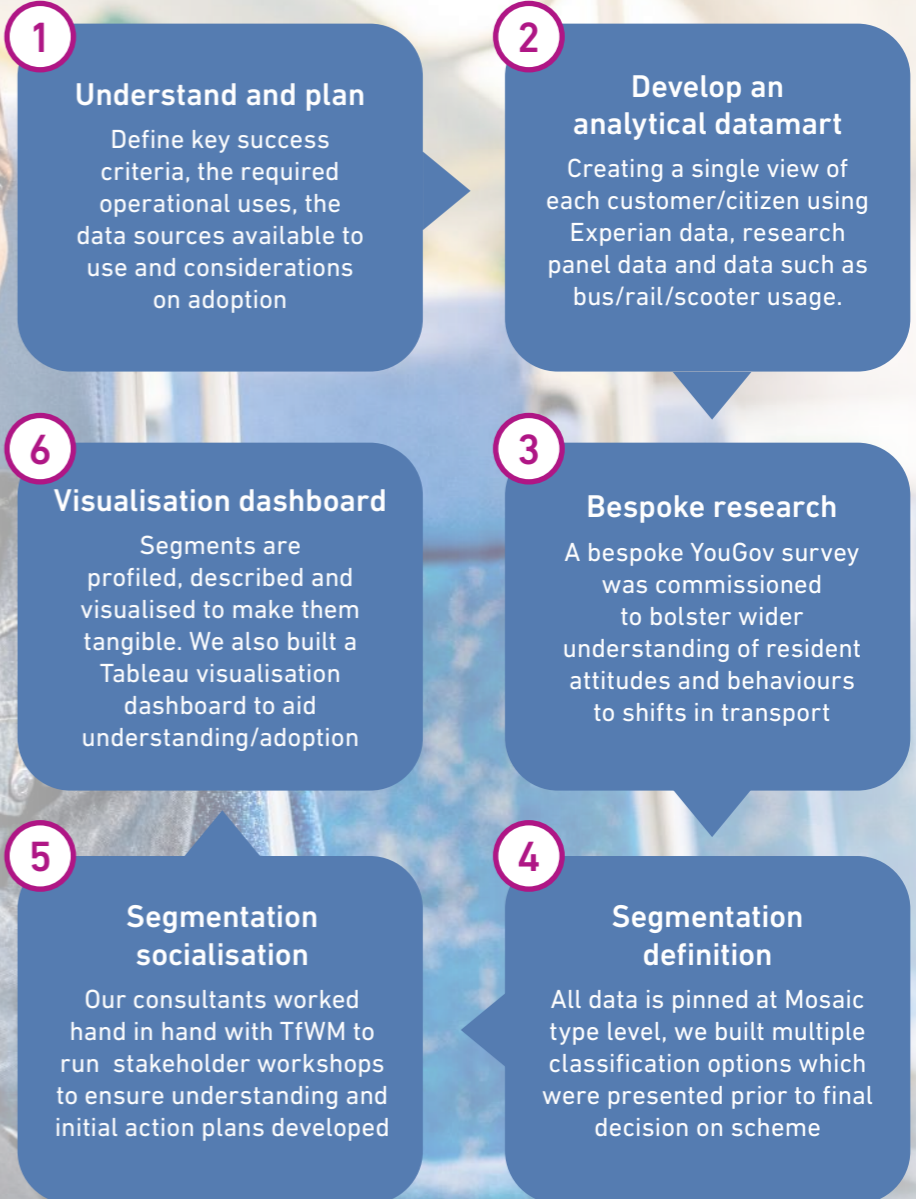 1
Understand and plan
Define key success
criteria, the required
operational uses, the
data sources available to
use and considerations
on adoption
2
Develop an
analytical datamart
Creating a single view of
each customer/citizen using
Experian data, research
panel data and data such as
bus/rail/scooter usage.
3
Bespoke research
A bespoke YouGov survey
was commissioned
to bolster wider
understanding of resident
attitudes and behaviours
to shifts in transport
4
Segmentation
definition
All data is pinned at Mosaic
type level, we built multiple
classification options which
were presented prior to final
decision on scheme
5
Segmentation
socialisation
Our consultants worked
hand in hand with TfWM to
run stakeholder workshops
to ensure understanding and
initial action plans developed
6
Visualisation dashboard
Segments are
profiled, described and
visualised to make them
tangible. We also built a
Tableau visualisation
dashboard to aid
understanding/adoption